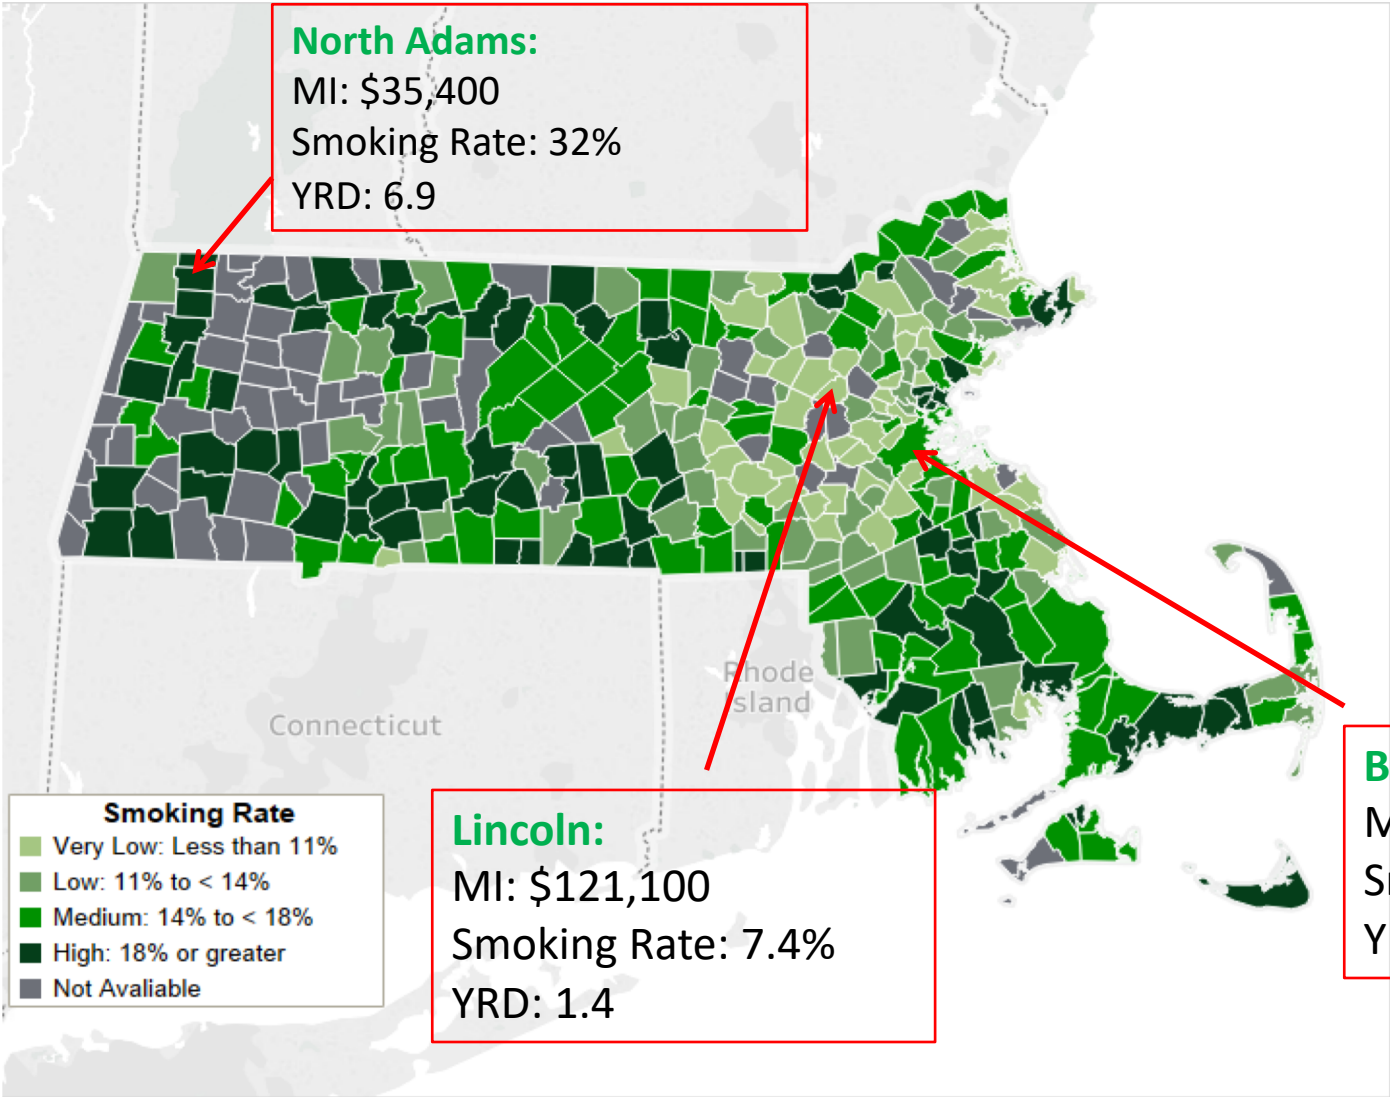 North Adams:
MI: $35,400
Smoking Rate: 32%
YRD: 6.9
Rhode
Island
Connecticut
Smoking Rate
Very Low: Less than 11%
Low: 11% to < 14%
Medium: 14% to < 18%
High: 18% or greater
Not Avaliable
Lincoln:
MI: $121,100
Smoking Rate: 7.4%
YRD: 1.4
B
M
S
Y